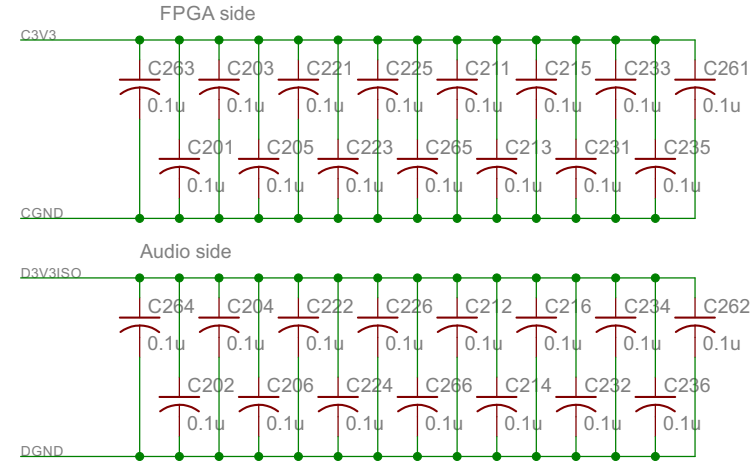 FPGA side
C3V3
C263 C203 C221 C225 C211 C215 C233 C261
0.1u 0.1u 0.1u 0.1u 0.1u 0.1u 0.1u 0.1u
C201 C205 C223 C265 C213 C231 C235
0.1u 0.1u 0.1u 0.1u 0.1u 0.1u 0.1u
CGND
Audio side
D3V3ISO
C264 C204 C222 C226 C212 C216 C234 C262
0.1u 0.1u 0.1u 0.1u 0.1u 0.1u 0.1u 0.1u
C202 C206 C224 C266 C214 C232 C236
0.1u 0.1u 0.1u 0.1u 0.1u 0.1u 0.1u
DGND